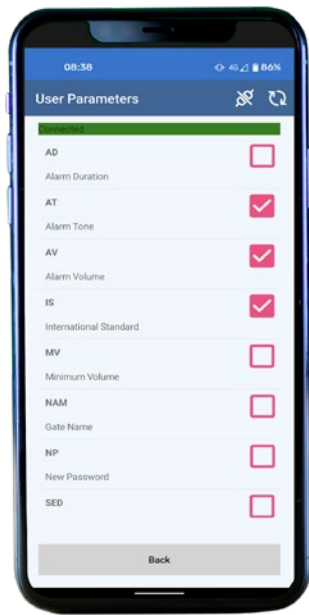 08:38
4G 86%
User Parameters
Connected
AD
Alarm Duration
AT
Alarm Tone
AV
Alarm Volume
IS
International Standard
MV
Minimum Volume
NAM
Gate Name
NP
New Password
SED
Back